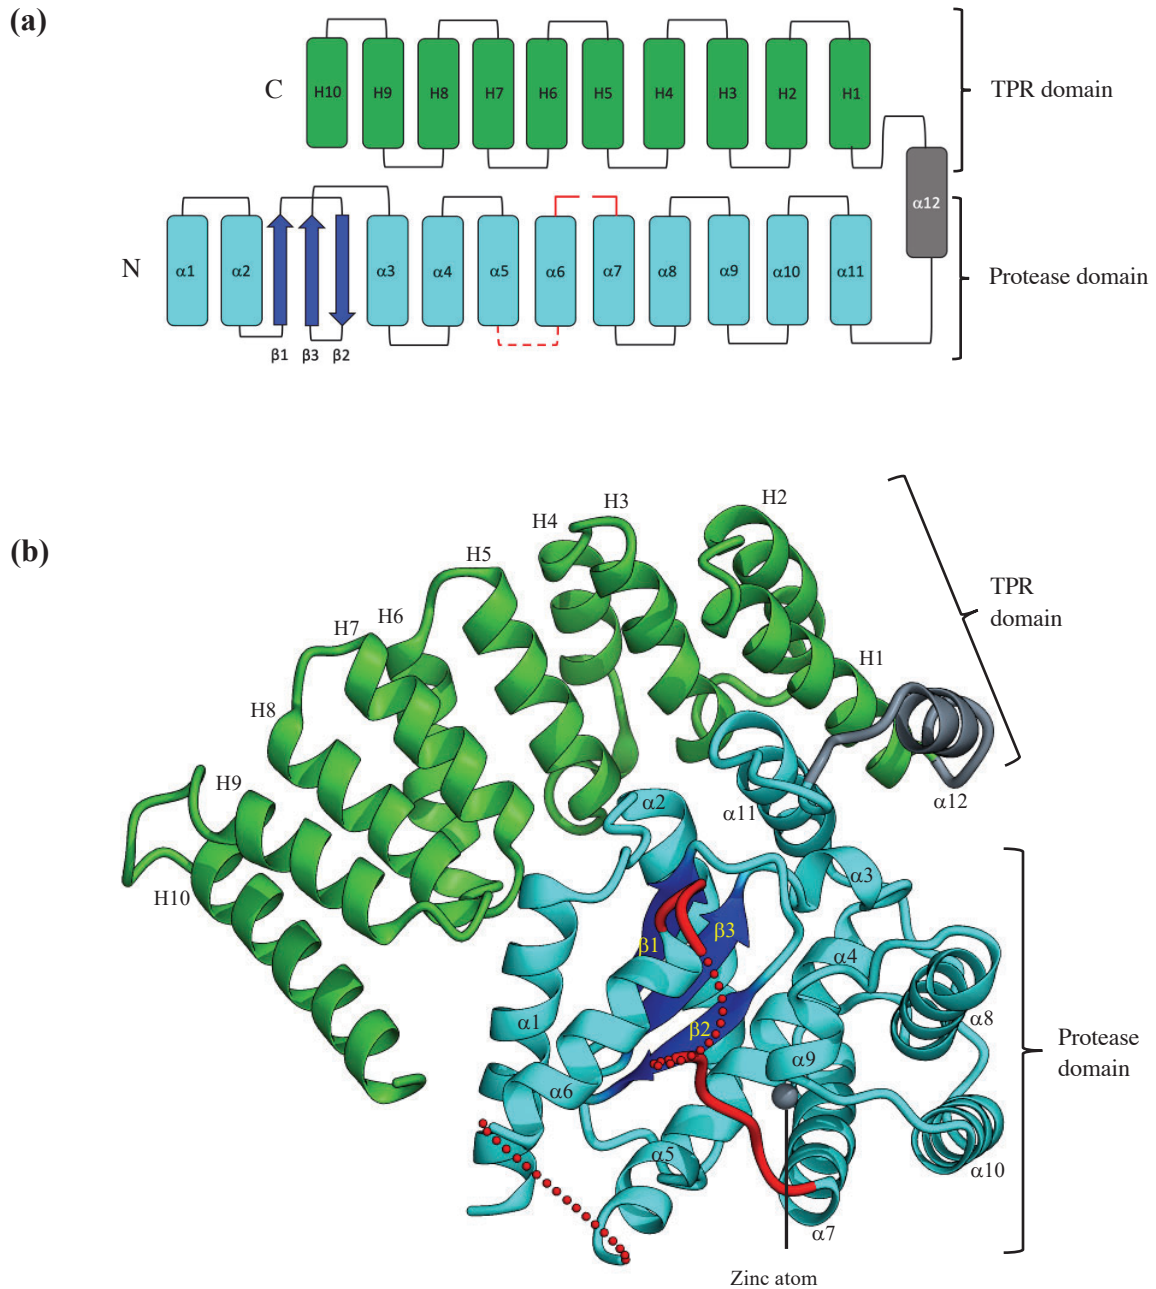 (a)
C
H10 H9 H8 H7 H6 H5 H4 H3 H2 H1
TPR domain
N
α1 α2 α3 α4 α5 α6 α7 α8 α9 α10 α11
α12
Protease domain
β1 β3 β2
(b)
H4
H3
H2
H5
TPR
domain
H7
H6
H1
H8
H9
α2
α11
α12
H10
α3
β1
β3
α4
α1
β2
α8
α9
Protease
domain
α6
α5
α10
α7
Zinc atom